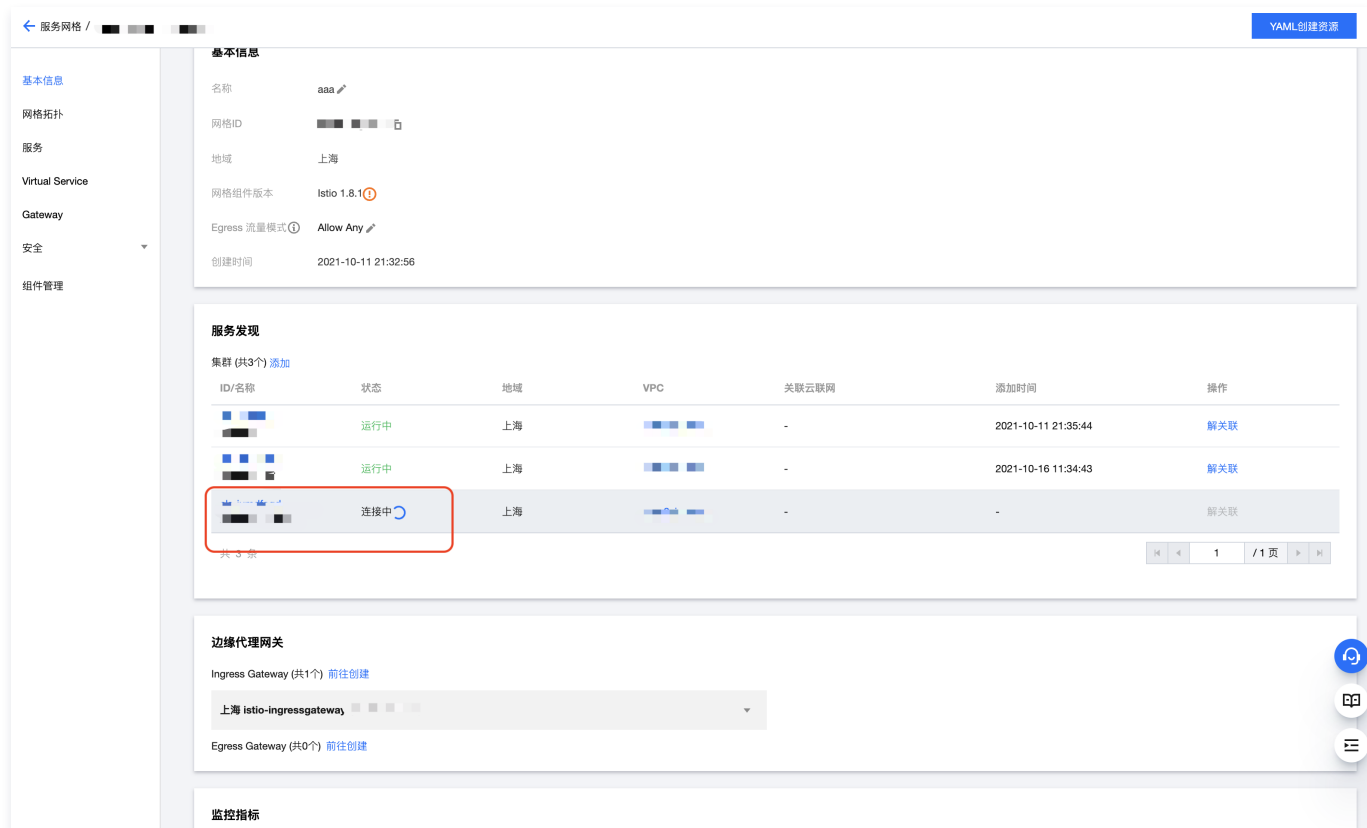 服务网格 /
YAML创建资源
基本信息
网格拓扑
服务
Virtual Service
Gateway
安全
组件管理
基本信息
名称 aaa
网格ID
地域 上海
网格组件版本 Istio 1.8.1
Egress 流量模式 Allow Any
创建时间 2021-10-11 21:32:56
服务发现
集群 (共3个) 添加
ID/名称 状态 地域 VPC 关联云联网 添加时间 操作
运行中 上海 - 2021-10-11 21:35:44 解关联
运行中 上海 - 2021-10-16 11:34:43 解关联
连接中 上海 - - 解关联
共 3 条
1 / 1 页
边缘代理网关
Ingress Gateway (共1个) 前往创建
上海 istio-ingressgateway
Egress Gateway (共0个) 前往创建
监控指标